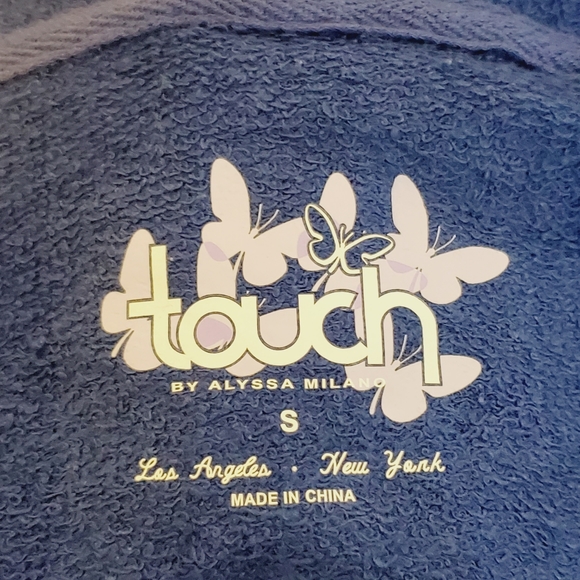 touch
BY ALYSSA MILANO
S
Los Angeles • New York
MADE IN CHINA